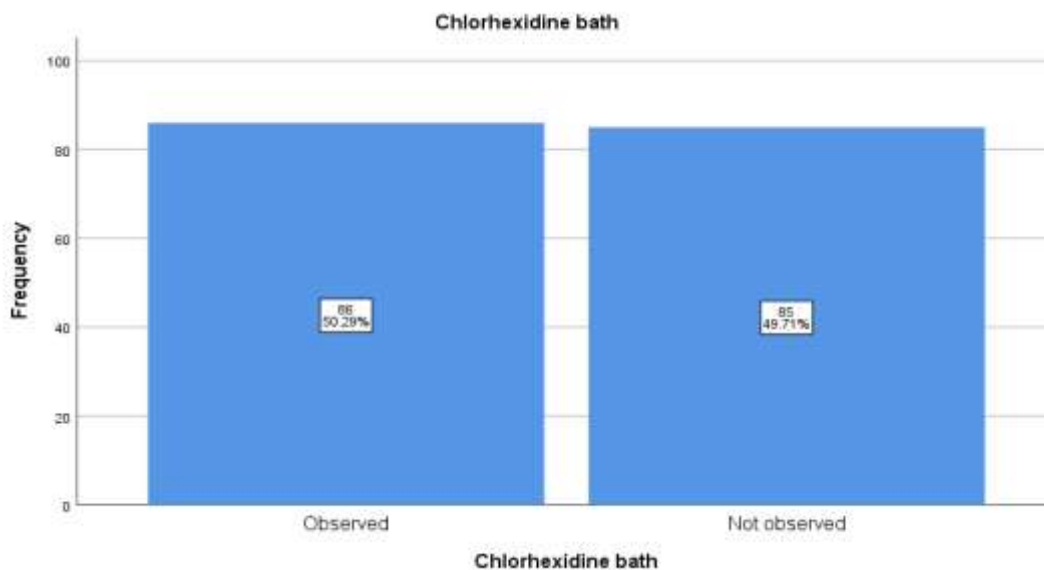 Chlorhexidine bath
Frequency
100
80
60
40
20
0
86
50.29%
85
49.71%
Observed
Not observed
Chlorhexidine bath